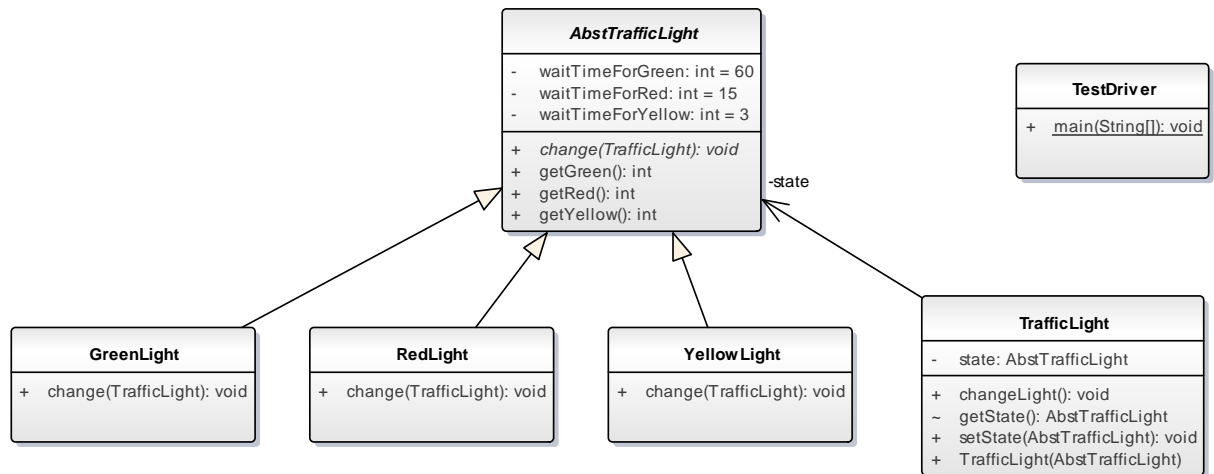 AbstTrafficLight
- waitTimeForGreen: int = 60
- waitTimeForRed: int = 15
- waitTimeForYellow: int = 3
+ change(TrafficLight): void
+ getGreen(): int
+ getRed(): int
+ getYellow(): int
TestDriver
+ main(String[]): void
-state
GreenLight
+ change(TrafficLight): void
RedLight
+ change(TrafficLight): void
YellowLight
+ change(TrafficLight): void
TrafficLight
- state: AbstTrafficLight
+ changeLight(): void
~ getState(): AbstTrafficLight
+ setState(AbstTrafficLight): void
+ TrafficLight(AbstTrafficLight)